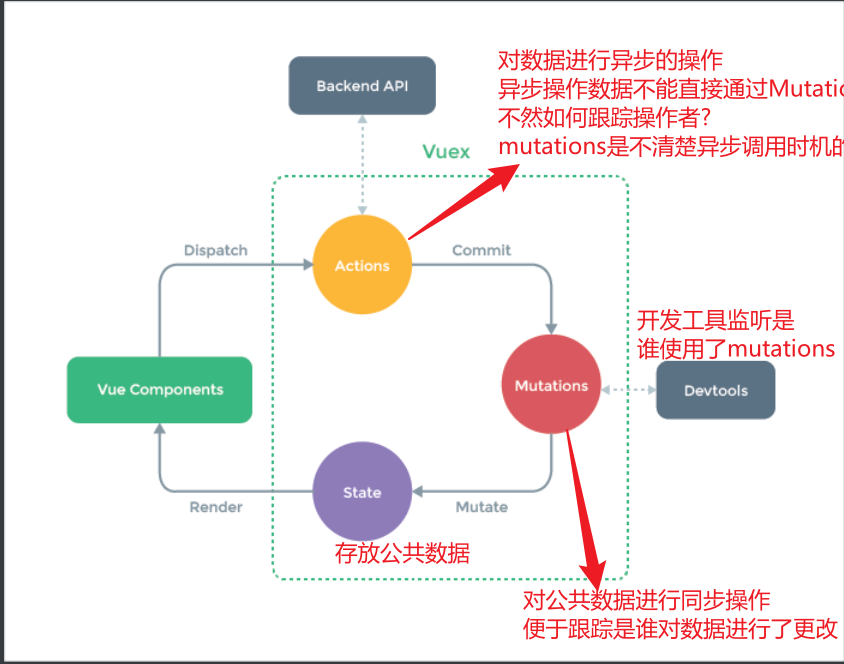 Backend API
对数据进行异步的操作
异步操作数据不能直接通过Mutatio
不然如何跟踪操作者?
mutations是不清楚异步调用时机的
Vuex
Dispatch
Actions
Commit
开发工具监听是
谁使用了mutations
Vue Components
Mutations
Devtools
State
Render
Mutate
存放公共数据
对公共数据进行同步操作
便于跟踪是谁对数据进行了更改